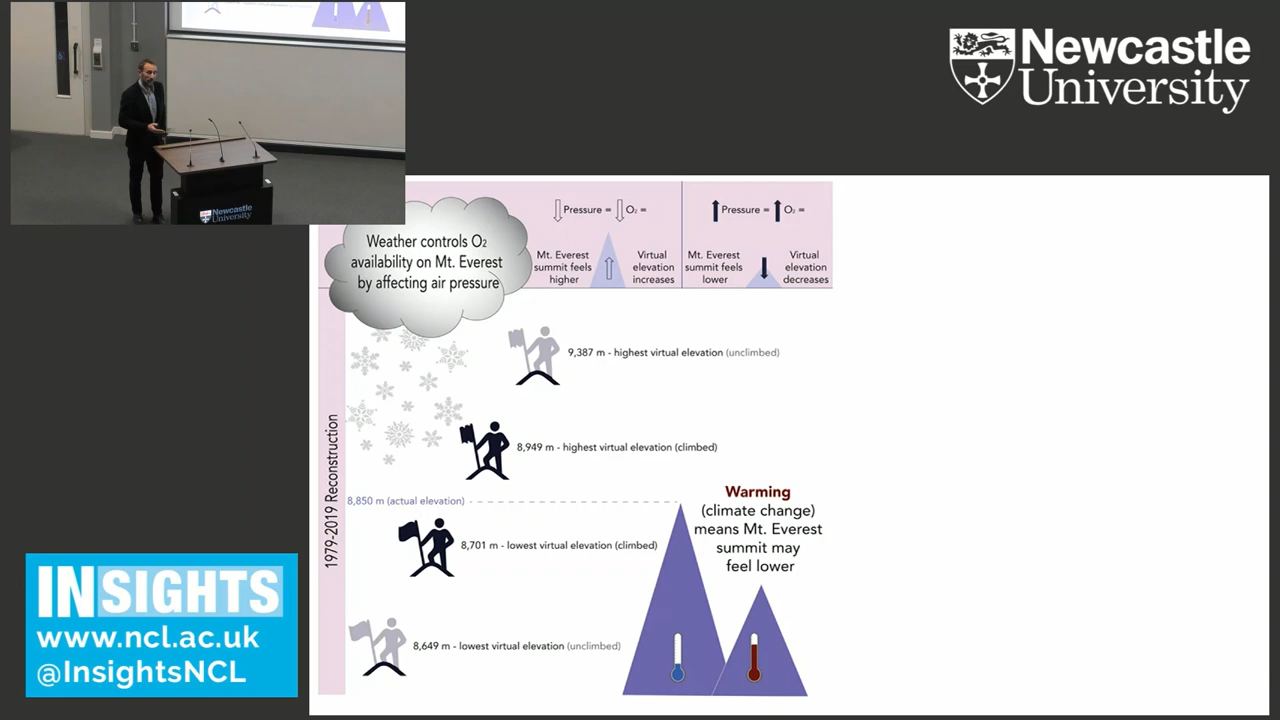 Newcastle
University
Newcastle
University
Weather controls O₂
availability on Mt. Everest
by affecting air pressure
Pressure = O₂ =
Mt. Everest
summit feels
higher
Virtual
elevation
increases
Pressure = O₂ =
Mt. Everest
summit feels
lower
Virtual
elevation
decreases
1979-2019 Reconstruction
9,387 m - highest virtual elevation (unclimbed)
8,949 m - highest virtual elevation (climbed)
8,850 m (actual elevation)
8,701 m - lowest virtual elevation (climbed)
8,649 m - lowest virtual elevation (unclimbed)
Warming
(climate change)
means Mt. Everest
summit may
feel lower
INSIGHTS
www.ncl.ac.uk
@InsightsNCL